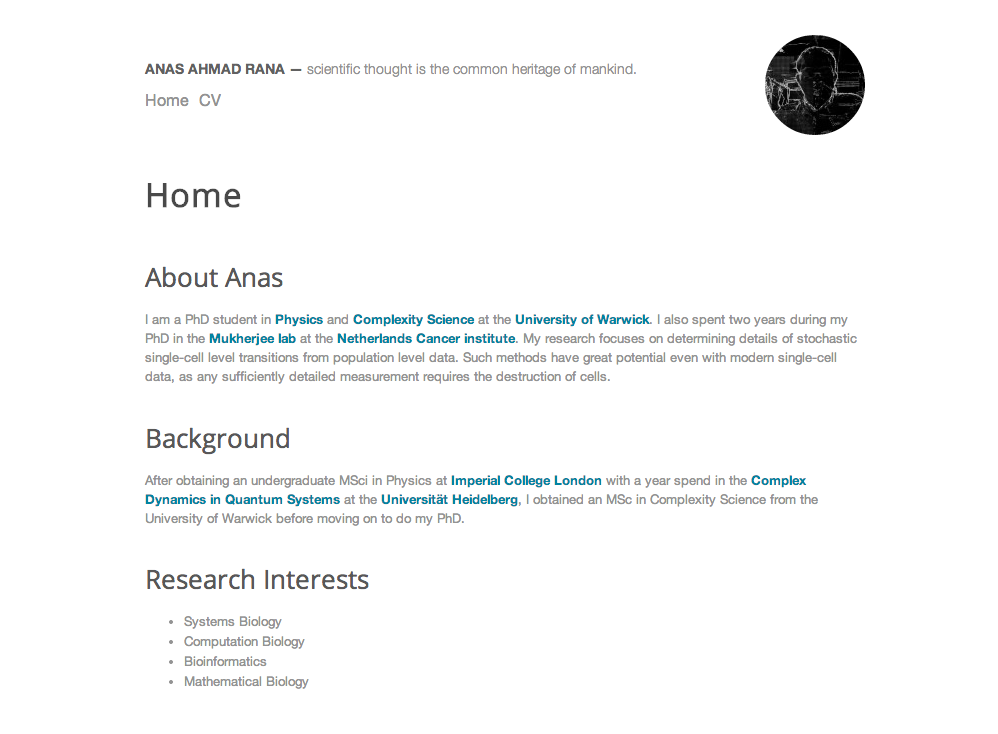 ANAS AHMAD RANA — scientific thought is the common heritage of mankind.
Home CV
Home
About Anas
I am a PhD student in Physics and Complexity Science at the University of Warwick. I also spent two years during my
PhD in the Mukherjee lab at the Netherlands Cancer institute. My research focuses on determining details of stochastic
single-cell level transitions from population level data. Such methods have great potential even with modern single-cell
data, as any sufficiently detailed measurement requires the destruction of cells.
Background
After obtaining an undergraduate MSci in Physics at Imperial College London with a year spend in the Complex
Dynamics in Quantum Systems at the Universität Heidelberg, I obtained an MSc in Complexity Science from the
University of Warwick before moving on to do my PhD.
Research Interests
• Systems Biology
• Computation Biology
• Bioinformatics
• Mathematical Biology